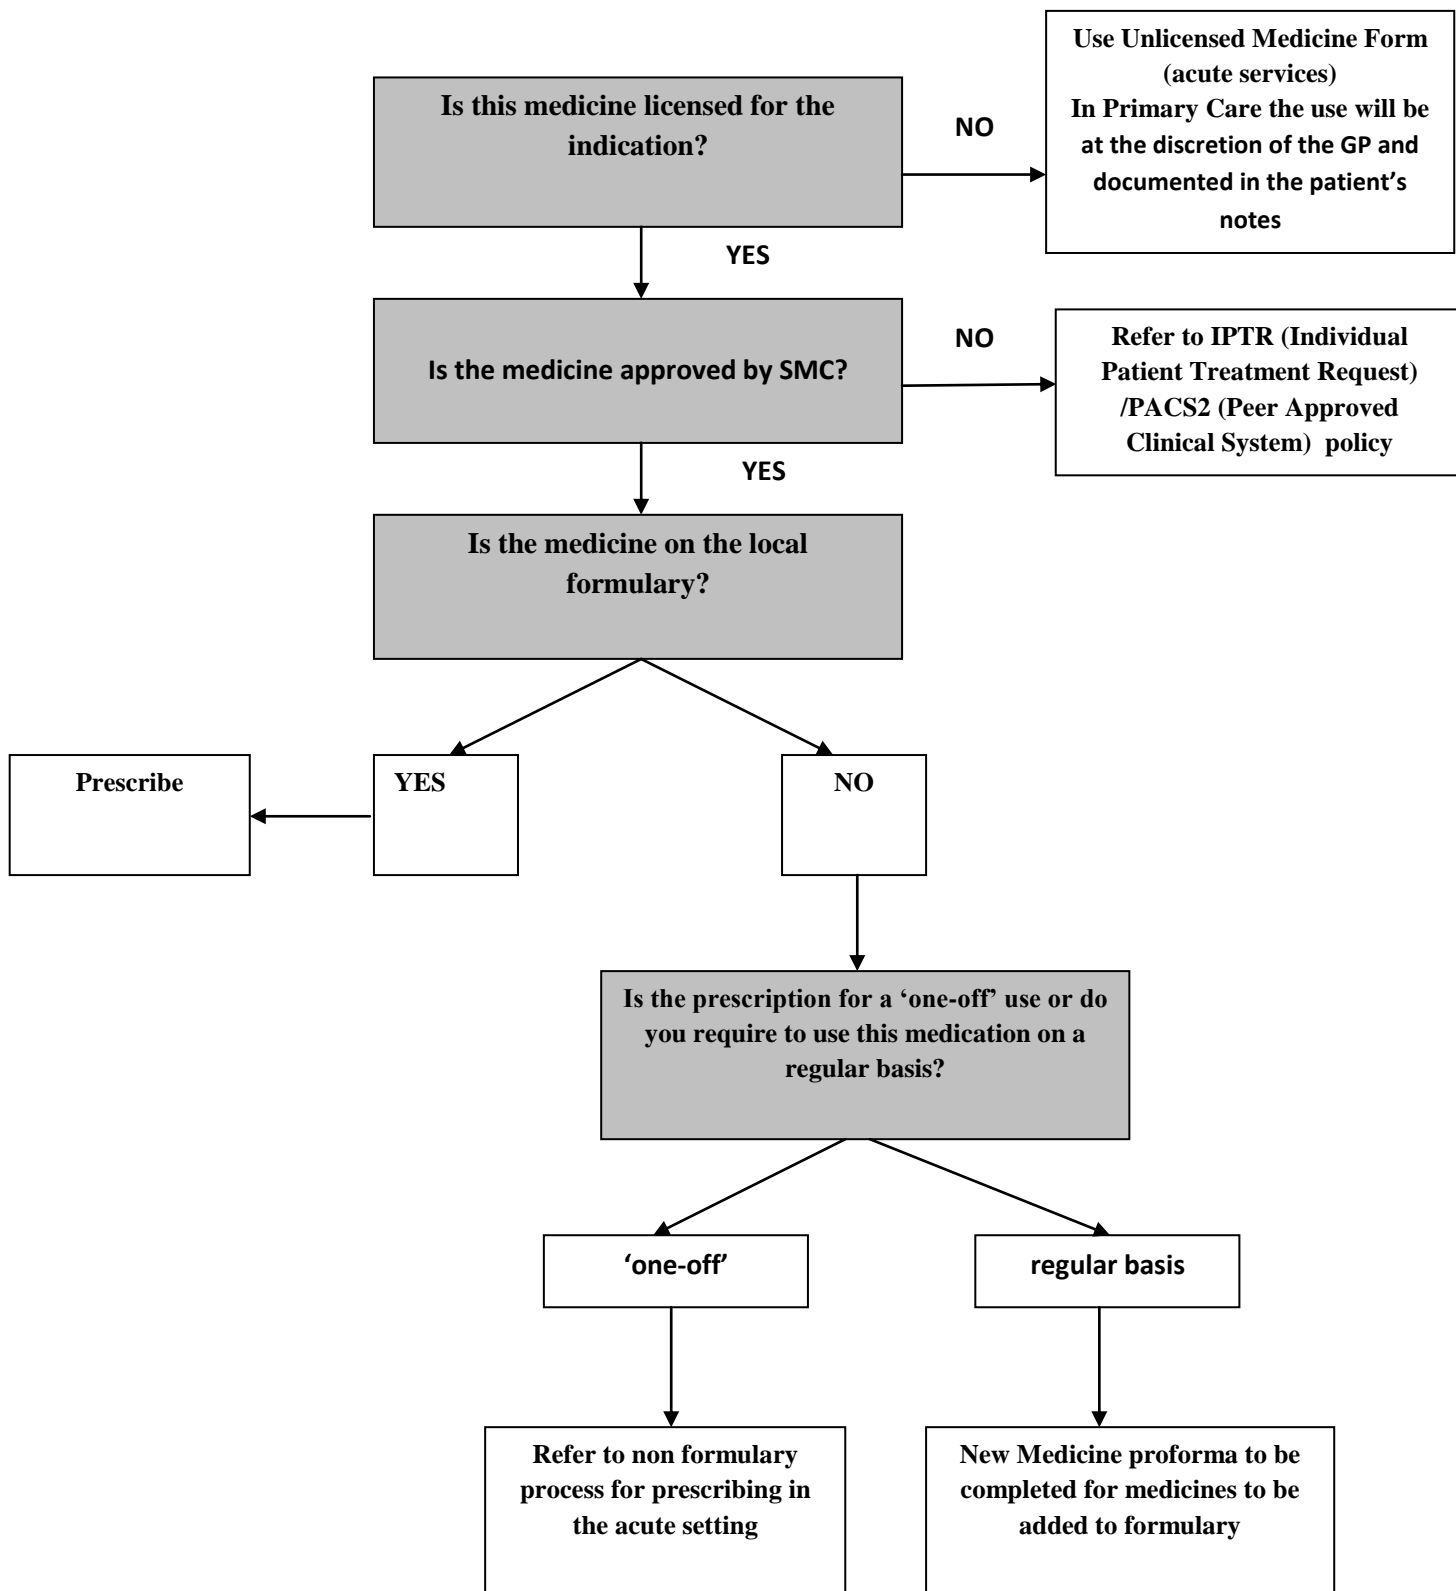 Use Unlicensed Medicine Form
(acute services)
In Primary Care the use will be
at the discretion of the GP and
documented in the patient's
notes
Is this medicine licensed for the
indication?
NO
YES
Is the medicine approved by SMC?
NO
Refer to IPTR (Individual
Patient Treatment Request)
/PACS2 (Peer Approved
Clinical System) policy
YES
Is the medicine on the local
formulary?
Prescribe
YES
NO
Is the prescription for a ‘one-off’ use or do
you require to use this medication on a
regular basis?
‘one-off’
regular basis
Refer to non formulary
process for prescribing in
the acute setting
New Medicine proforma to be
completed for medicines to be
added to formulary